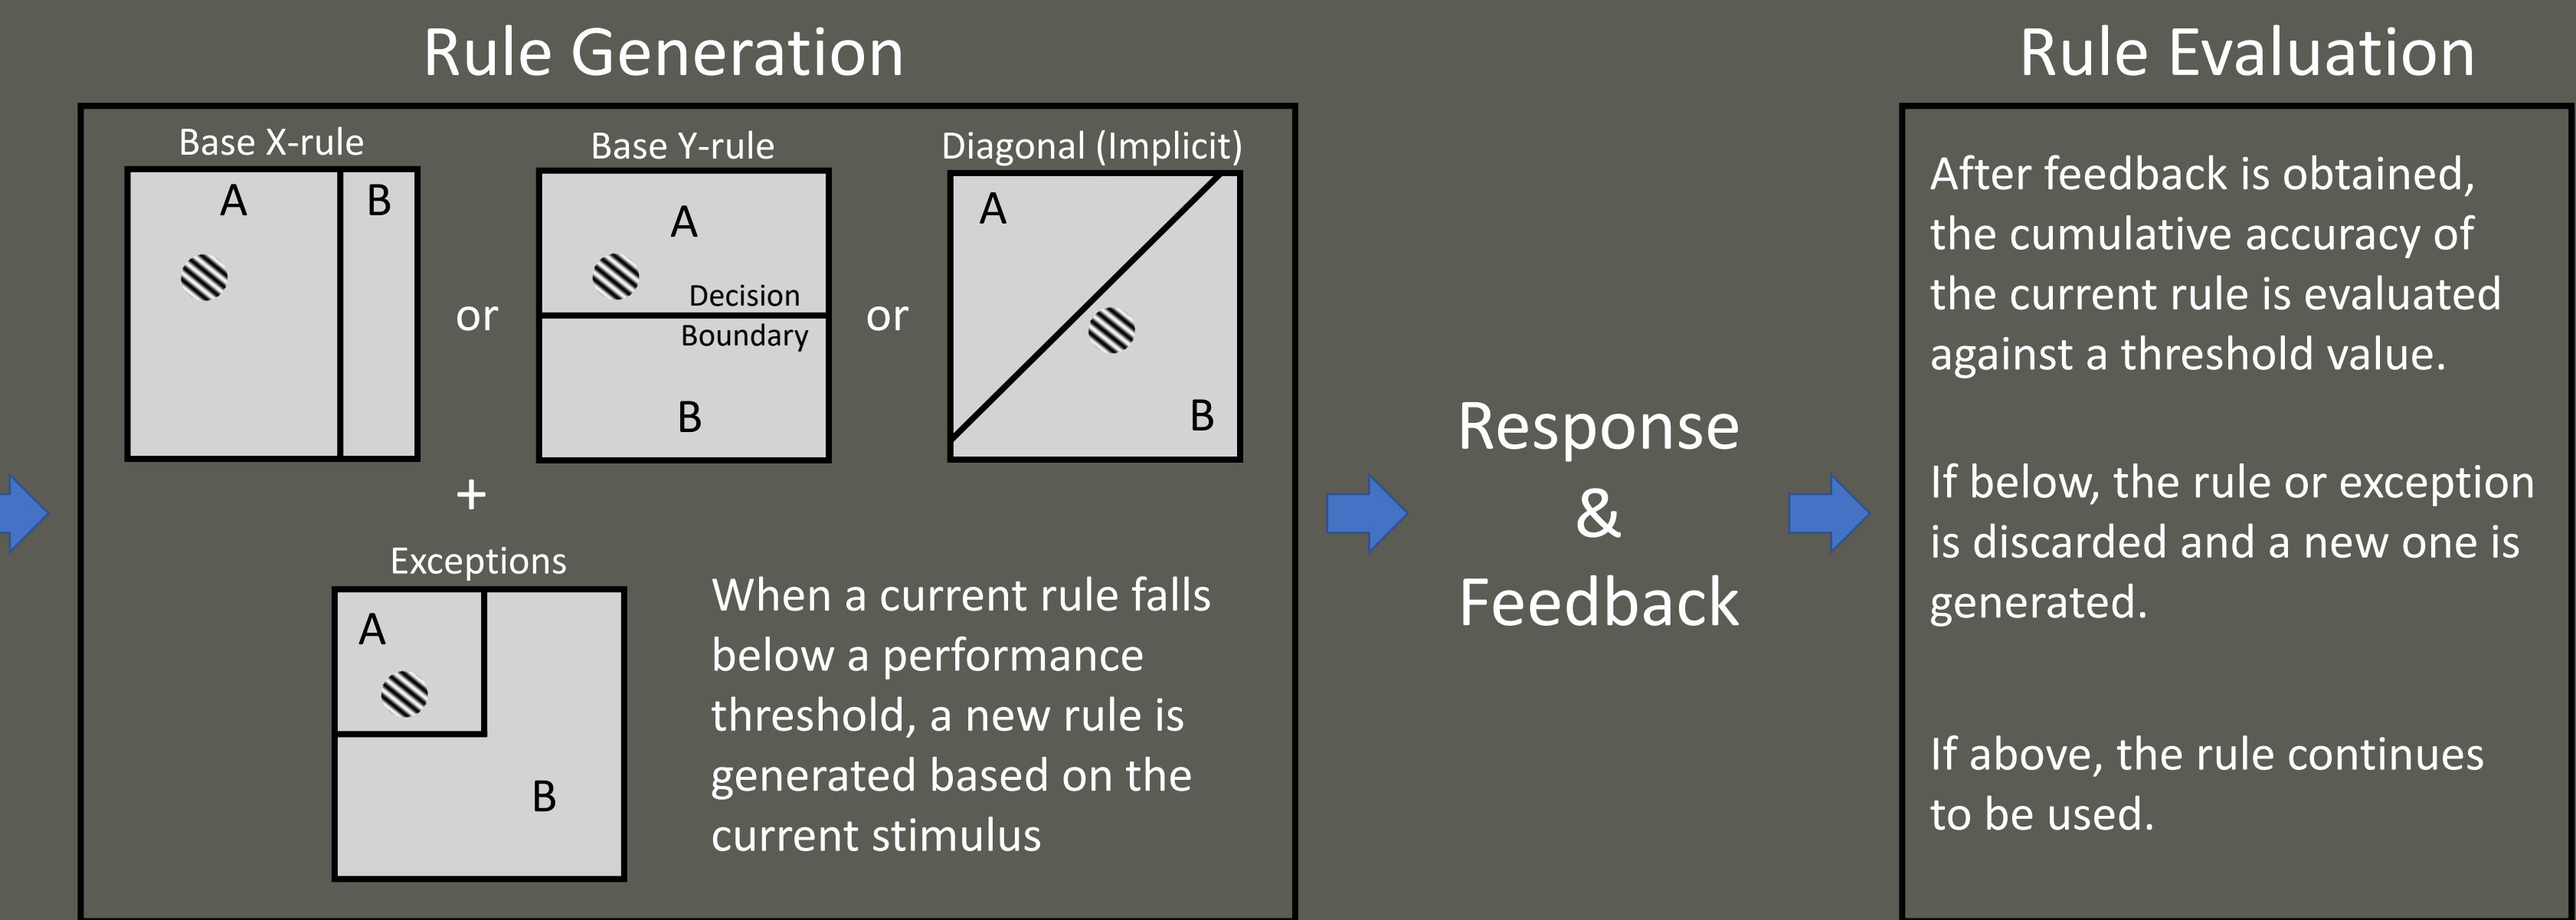 Rule Generation
Base X-rule
A
B
or
Base Y-rule
A
Decision
Boundary
B
or
Diagonal (Implicit)
A
B
+
Exceptions
A
B
When a current rule falls
below a performance
threshold, a new rule is
generated based on the
current stimulus
Response
&
Feedback
Rule Evaluation
After feedback is obtained,
the cumulative accuracy of
the current rule is evaluated
against a threshold value.
If below, the rule or exception
is discarded and a new one is
generated.
If above, the rule continues
to be used.